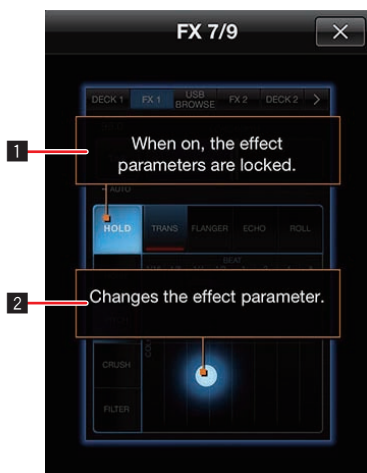 FX 7/9
DECK 1 FX 1 USB BROWSE FX 2 DECK 2 >
1
When on, the effect
parameters are locked.
AUTO
HOLD TRANS FLANGER ECHO ROLL
BEAT
2
Changes the effect parameter.
CRUSH
FILTER